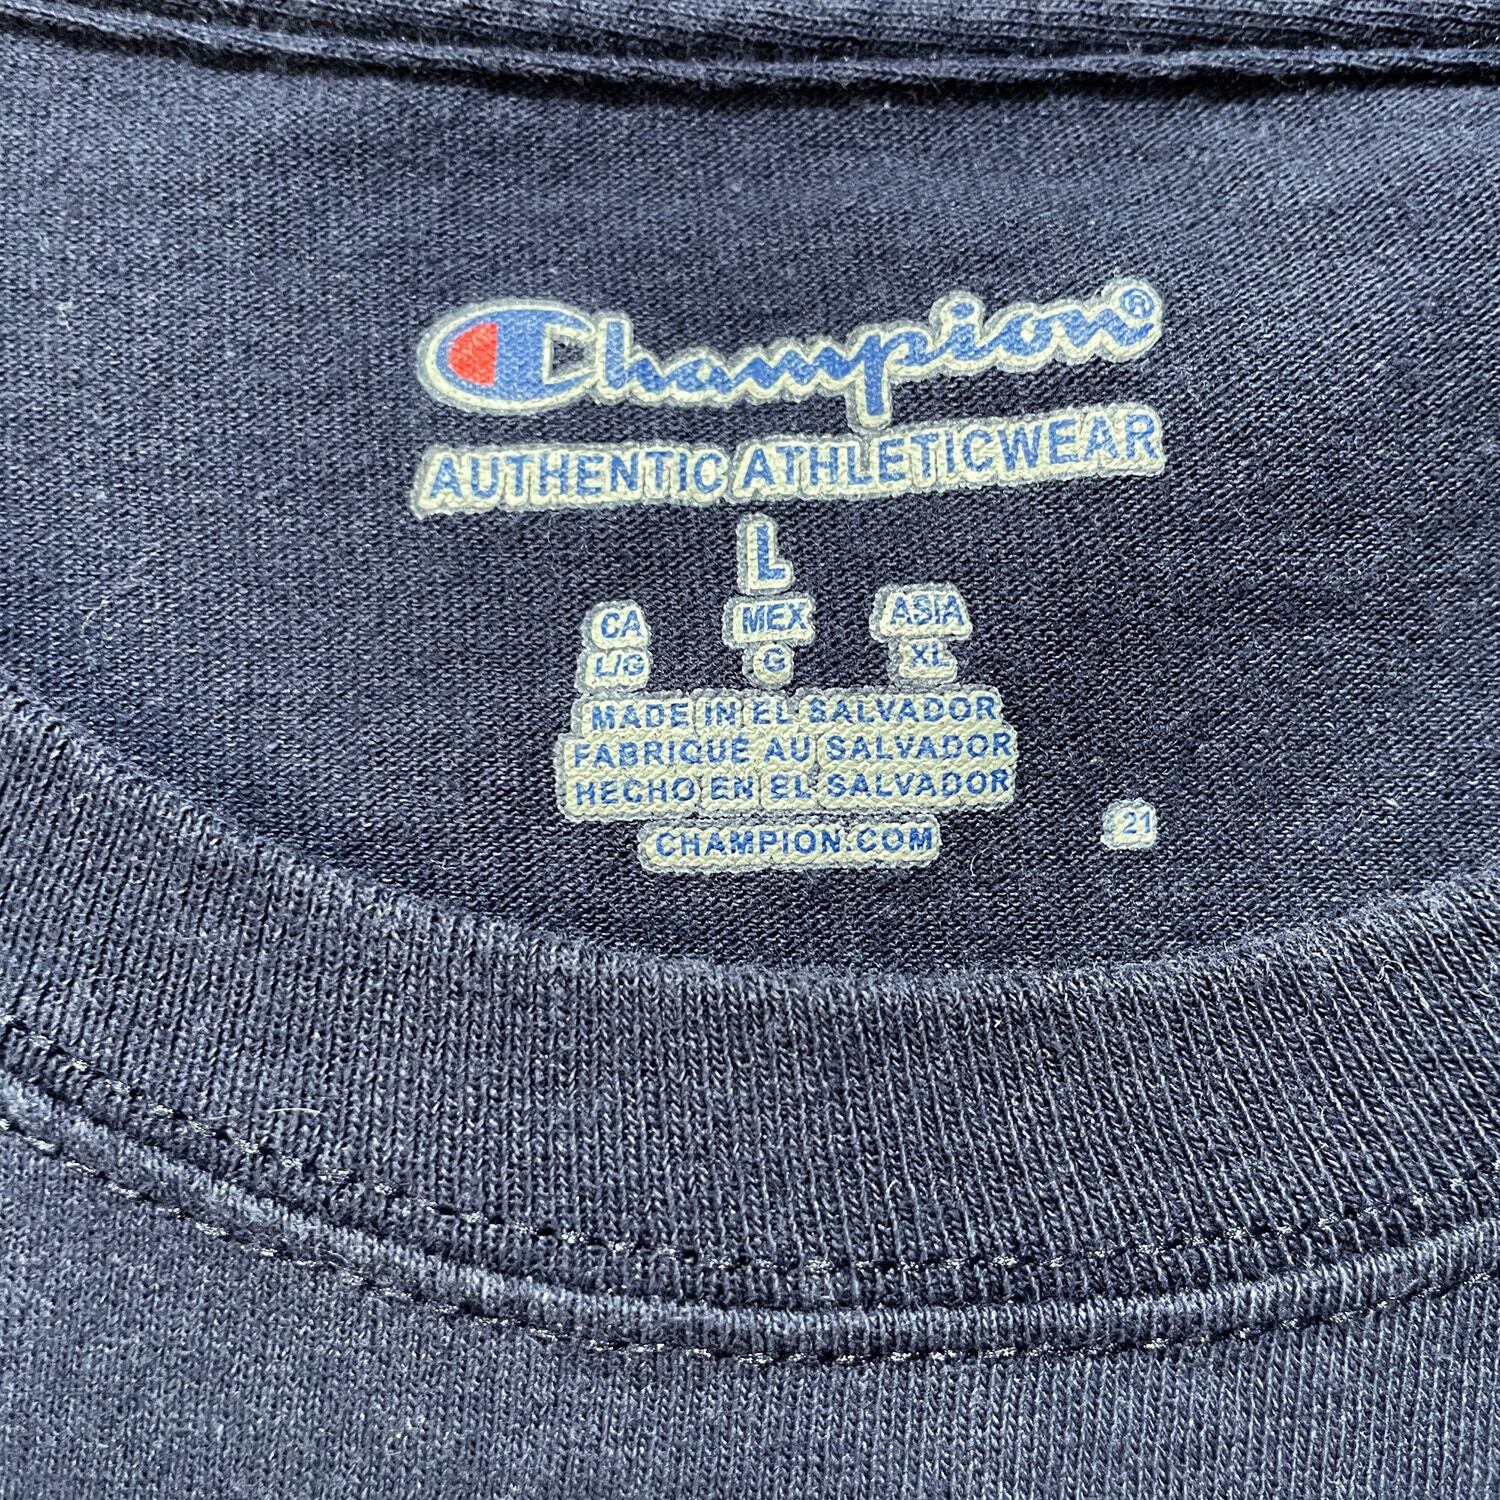 Champion®
AUTHENTIC ATHLETICWEAR
L
CA MEX ASIA
L/G G XL
MADE IN EL SALVADOR
FABRIQUÉ AU SALVADOR
HECHO EN EL SALVADOR
CHAMPION.COM
21